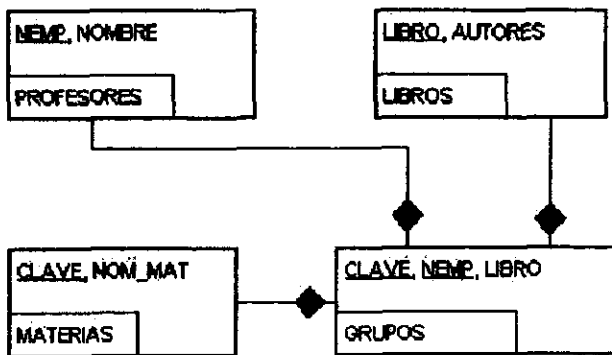 NEMP, NOMBRE
PROFESORES
LIBRO, AUTORES
LIBROS
CLAVE, NOM_MAT
MATERIAS
CLAVE, NEMP, LIBRO
GRUPOS